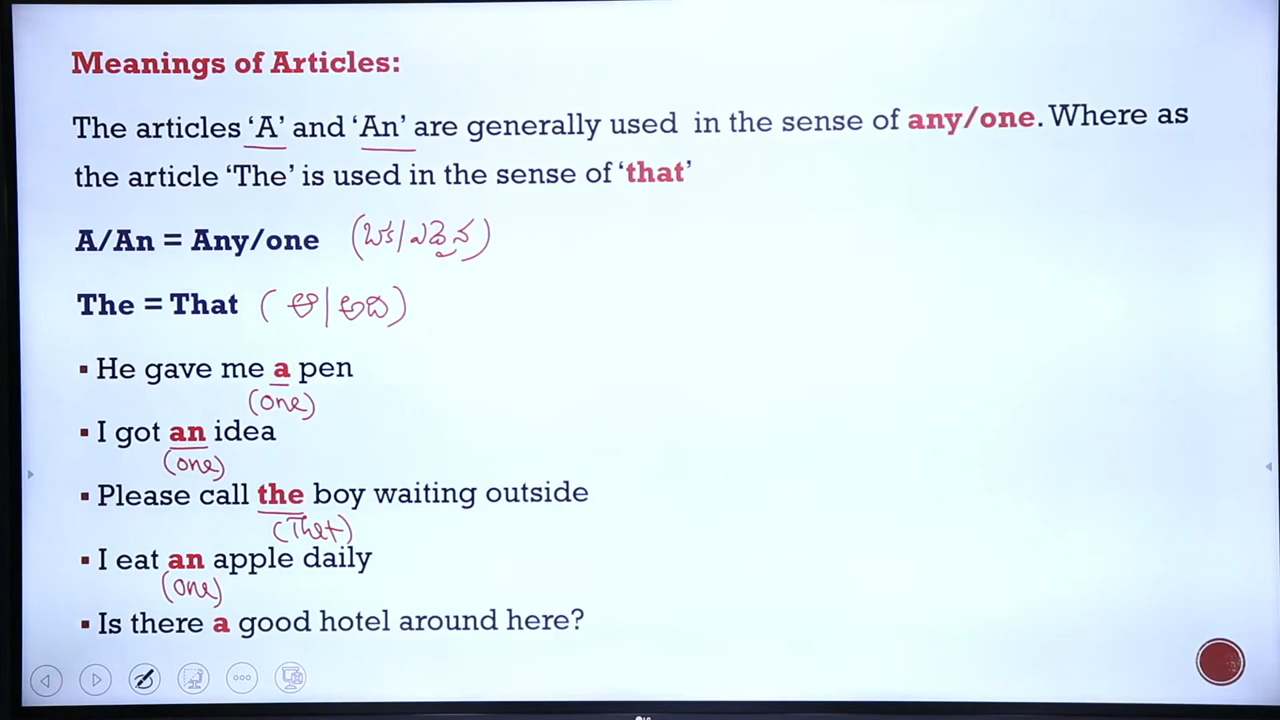 Meanings of Articles:
The articles ‘A’ and ‘An’ are generally used in the sense of any/one. Where as
the article ‘The’ is used in the sense of ‘that’
A/An = Any/one (ఒక/ఎదైన)
The = That (ఆ/అది)
▪ He gave me a pen
(one)
▪ I got an idea
(one)
▪ Please call the boy waiting outside
(That)
▪ I eat an apple daily
(one)
▪ Is there a good hotel around here?